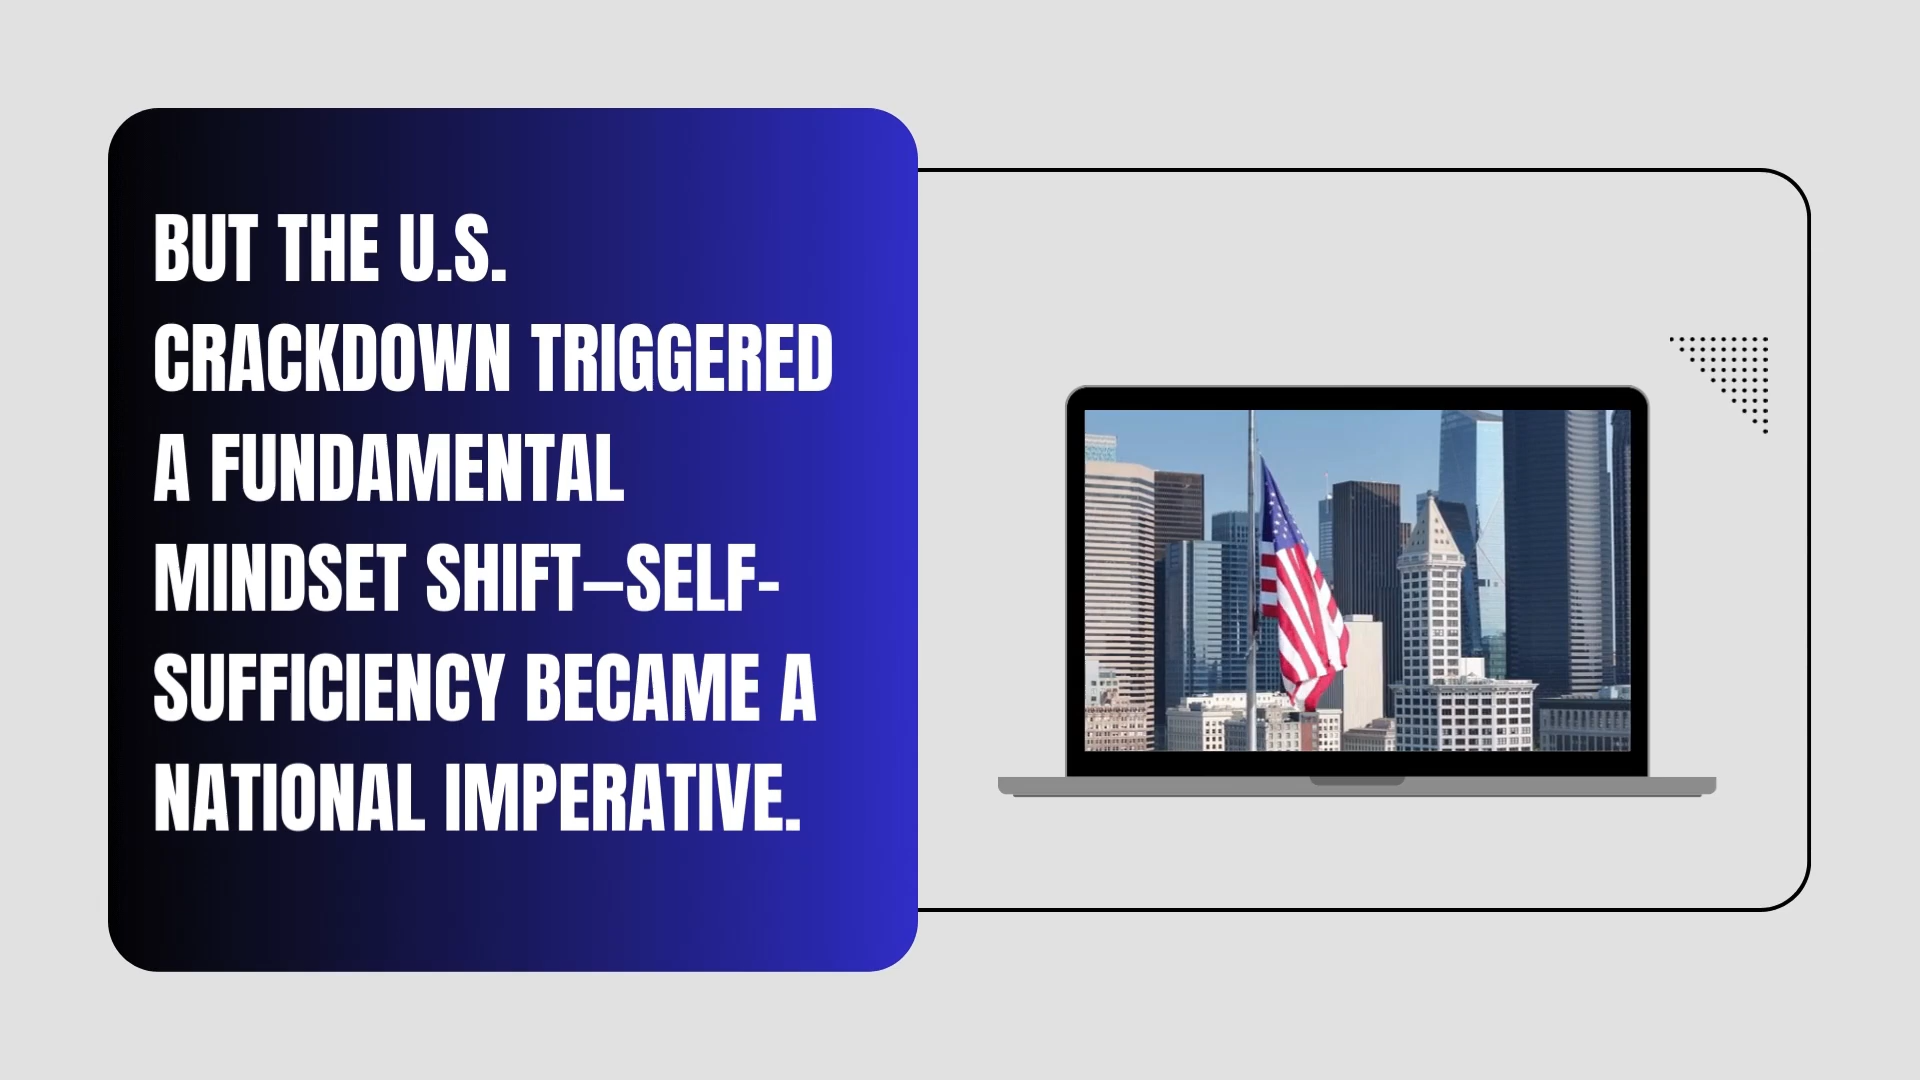 BUT THE U.S.
CRACKDOWN TRIGGERED
A FUNDAMENTAL
MINDSET SHIFT—SELF-
SUFFICIENCY BECAME A
NATIONAL IMPERATIVE.